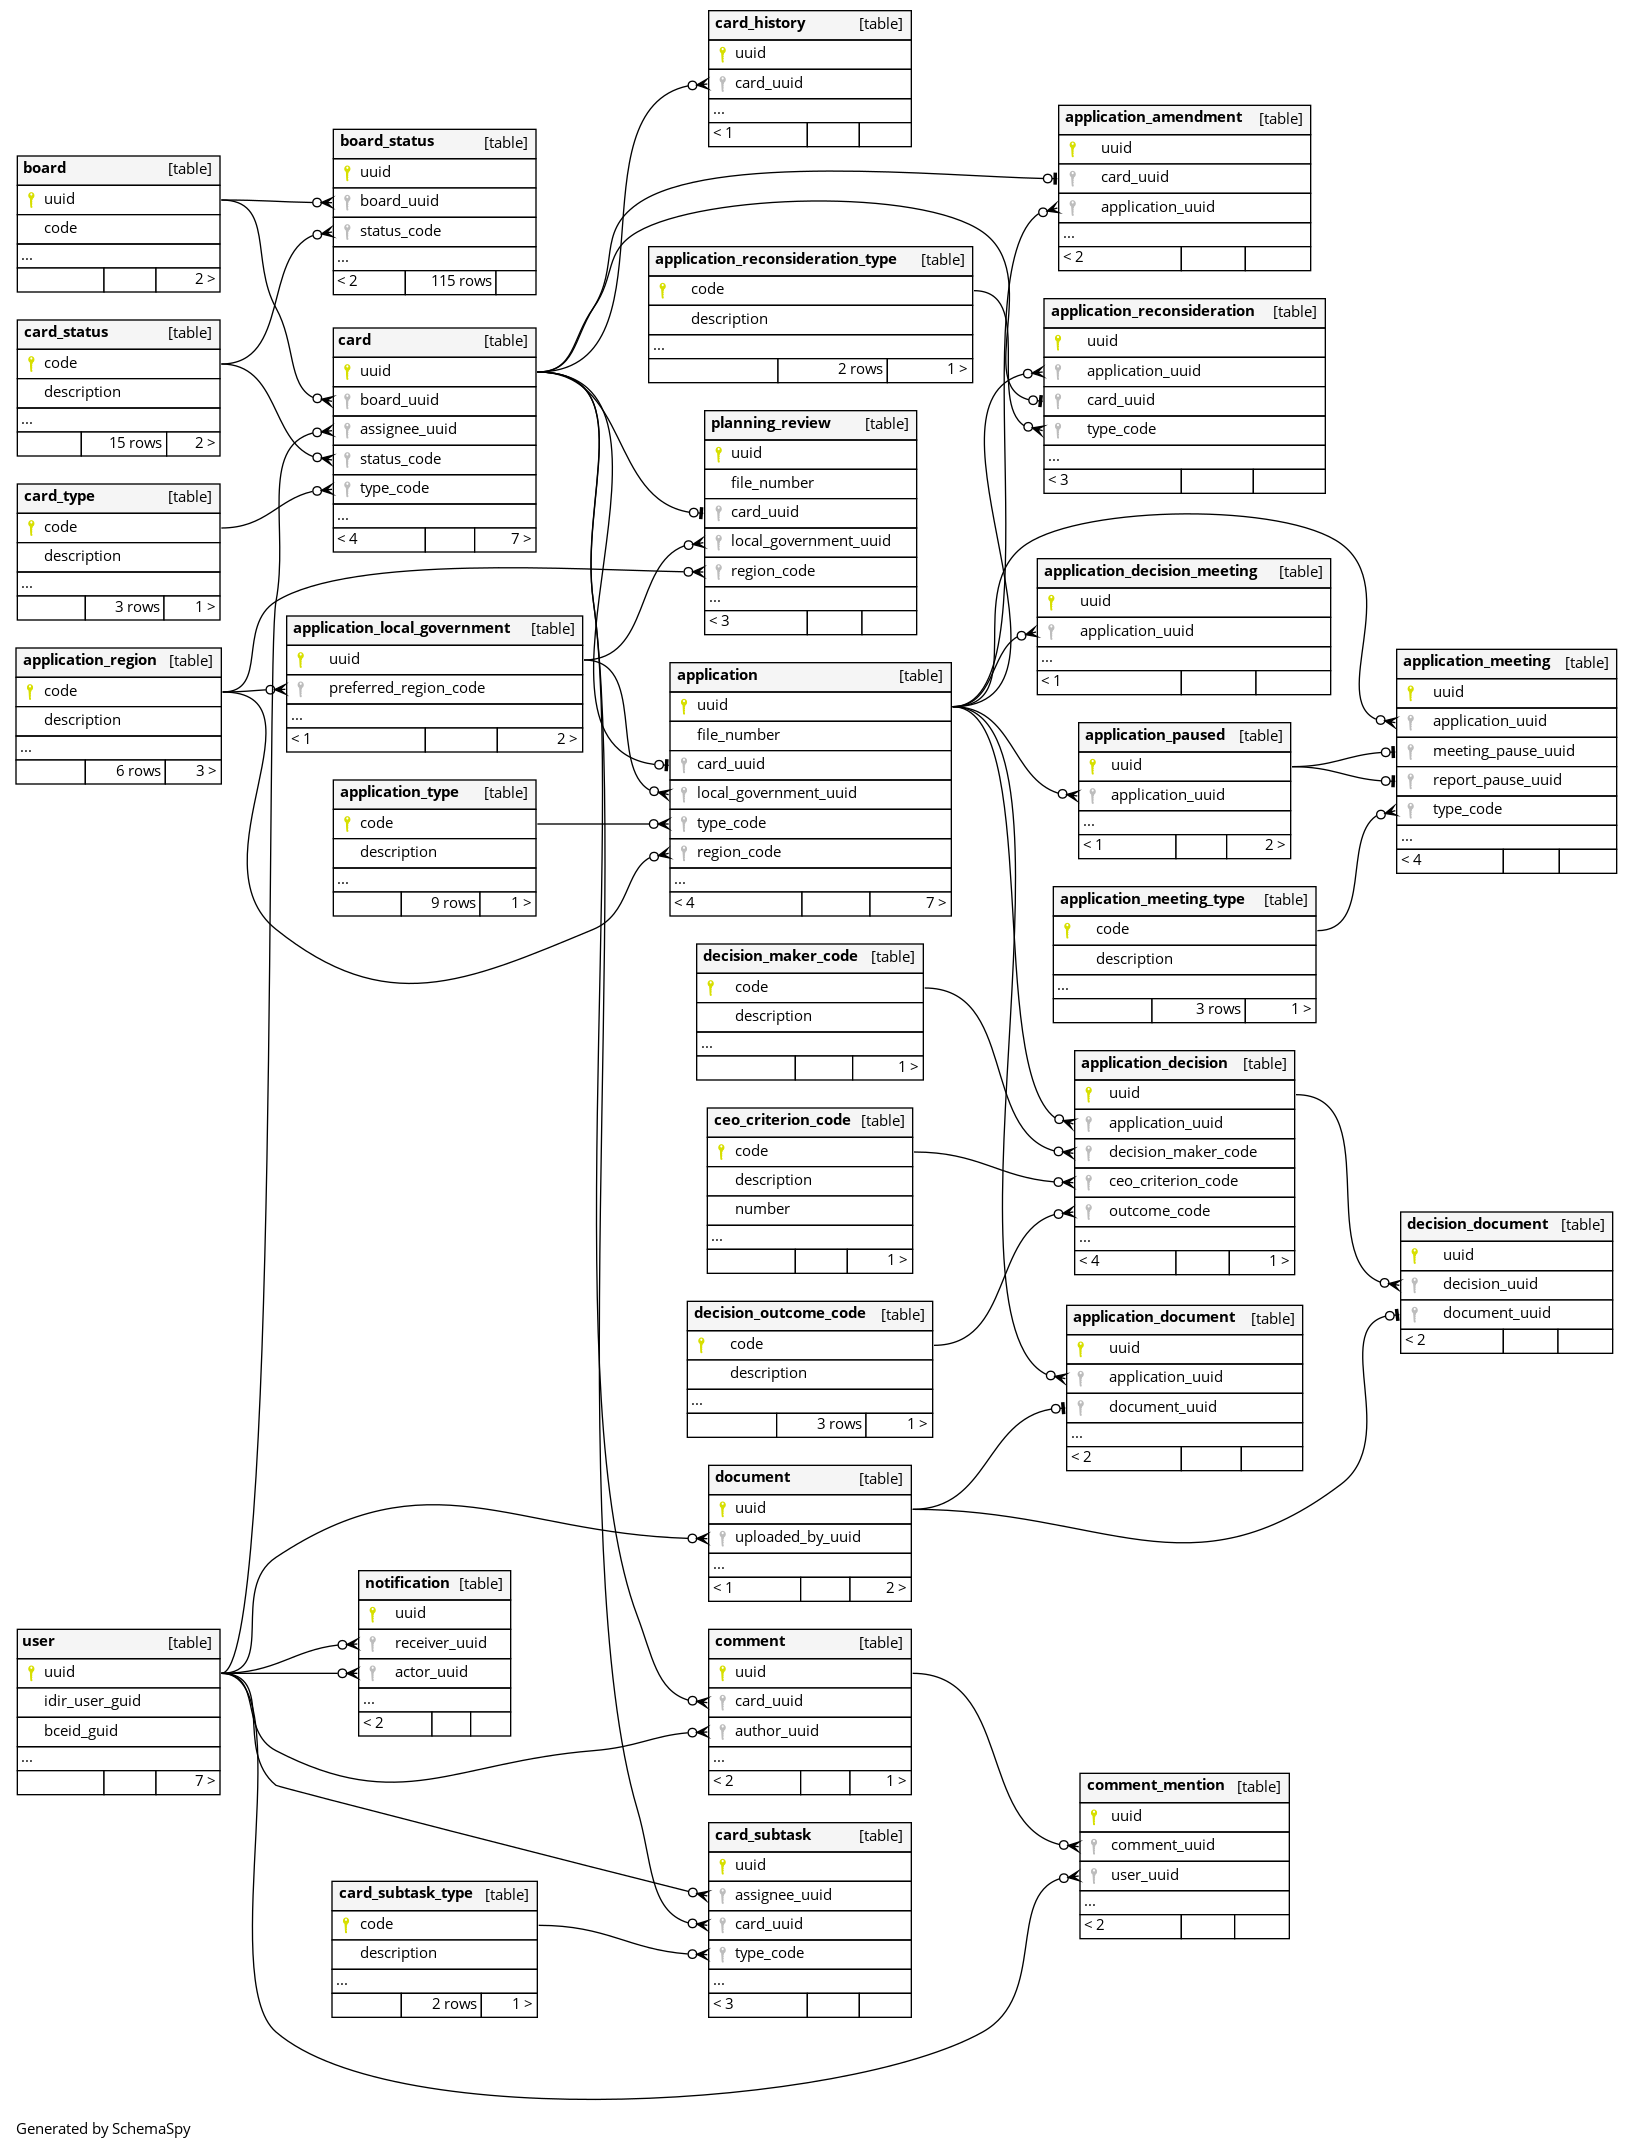 card_history [table]
uuid
card_uuid
...
< 1
application_amendment [table]
uuid
card_uuid
application_uuid
...
< 2
board_status [table]
uuid
board_uuid
status_code
...
< 2 115 rows
board [table]
uuid
code
...
2 >
application_reconsideration_type [table]
code
description
...
2 rows 1 >
application_reconsideration [table]
uuid
application_uuid
card_uuid
type_code
...
< 3
card_status [table]
code
description
...
15 rows 2 >
card [table]
uuid
board_uuid
assignee_uuid
status_code
type_code
...
< 4 7 >
planning_review [table]
uuid
file_number
card_uuid
local_government_uuid
region_code
...
< 3
card_type [table]
code
description
...
3 rows 1 >
application_decision_meeting [table]
uuid
application_uuid
...
< 1
application_local_government [table]
uuid
preferred_region_code
...
< 1 2 >
application_region [table]
code
description
...
6 rows 3 >
application [table]
uuid
file_number
card_uuid
local_government_uuid
type_code
region_code
...
< 4 7 >
application_meeting [table]
uuid
application_uuid
meeting_pause_uuid
report_pause_uuid
type_code
...
< 4
application_paused [table]
uuid
application_uuid
...
< 1 2 >
application_type [table]
code
description
...
9 rows 1 >
application_meeting_type [table]
code
description
...
3 rows 1 >
decision_maker_code [table]
code
description
...
1 >
application_decision [table]
uuid
application_uuid
decision_maker_code
ceo_criterion_code
outcome_code
...
< 4 1 >
ceo_criterion_code [table]
code
description
number
...
1 >
decision_document [table]
uuid
decision_uuid
document_uuid
< 2
decision_outcome_code [table]
code
description
...
3 rows 1 >
application_document [table]
uuid
application_uuid
document_uuid
...
< 2
document [table]
uuid
uploaded_by_uuid
...
< 1 2 >
notification [table]
uuid
receiver_uuid
actor_uuid
...
< 2
user [table]
uuid
idir_user_guid
bceid_guid
...
7 >
comment [table]
uuid
card_uuid
author_uuid
...
< 2 1 >
comment_mention [table]
uuid
comment_uuid
user_uuid
...
< 2
card_subtask [table]
uuid
assignee_uuid
card_uuid
type_code
...
< 3
card_subtask_type [table]
code
description
...
2 rows 1 >
Generated by SchemaSpy